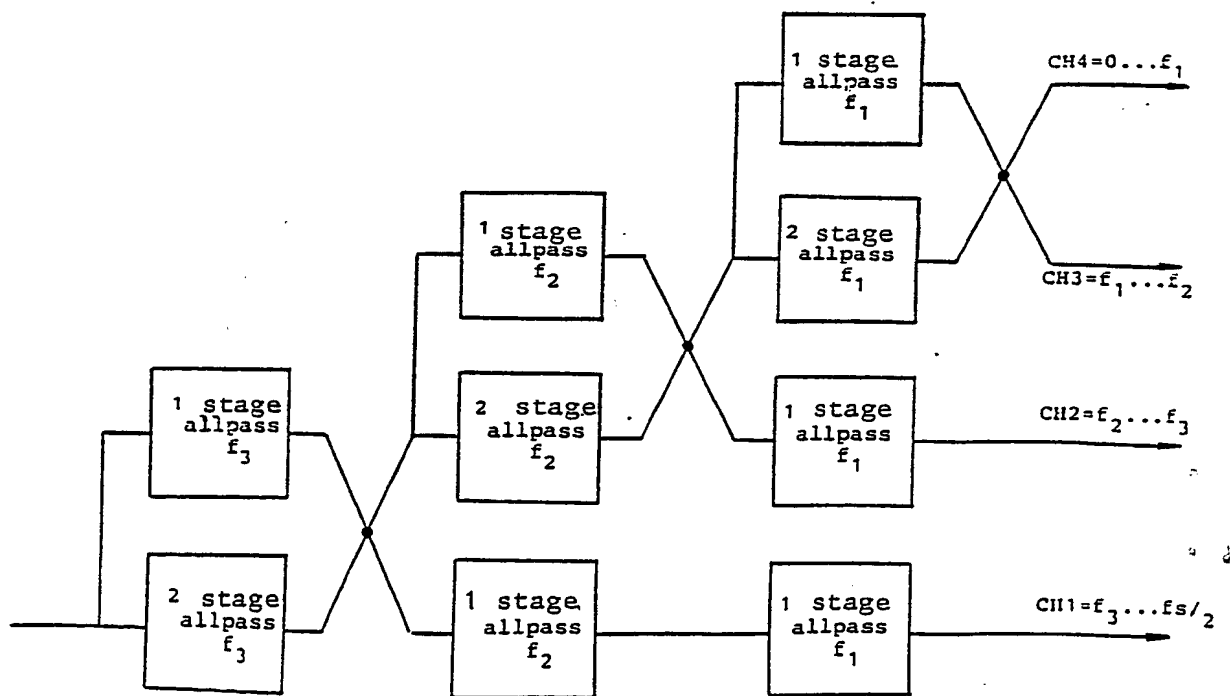 1 stage
allpass
f1
CH4=0...f1
2 stage
allpass
f1
CH3=f1...f2
1 stage
allpass
f2
2 stage
allpass
f2
1 stage
allpass
f1
CH2=f2...f3
1 stage
allpass
f3
2 stage
allpass
f3
1 stage
allpass
f2
1 stage
allpass
f1
CH1=f3...fs/2